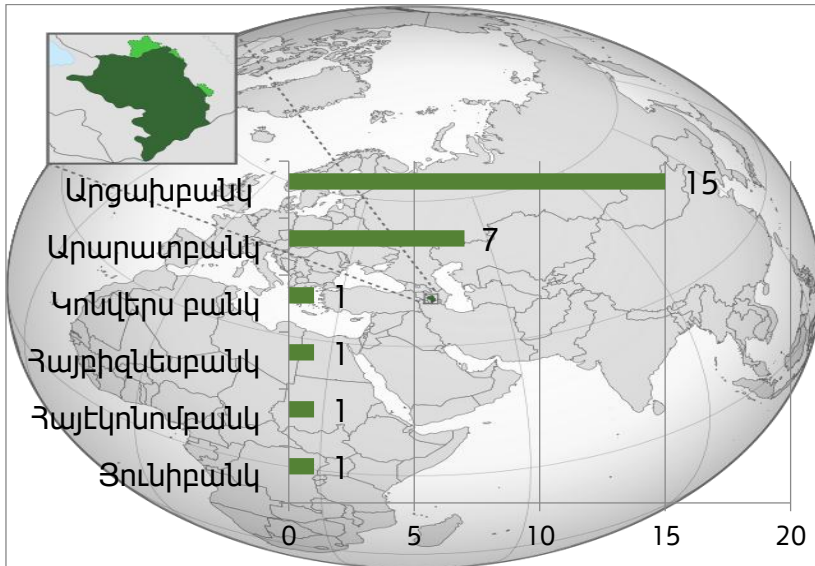 Արցախբանկ 15
Արարատբանկ 7
Կոնվերս բանկ 1
Հայբիզնեսբանկ 1
Հայէկոնոմբանկ 1
Յունիբանկ 1
0 5 10 15 20